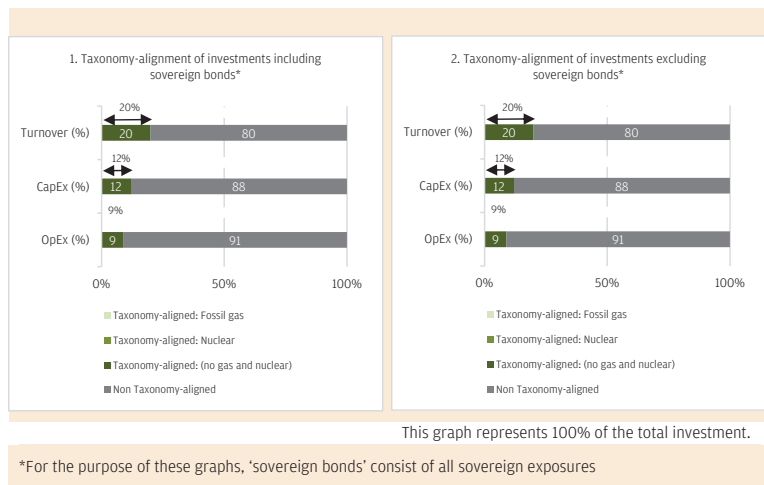 1. Taxonomy-alignment of investments including
sovereign bonds*
20%
Turnover (%) 20 80
12%
CapEx (%) 12 88
9%
OpEx (%) 9 91
0% 50% 100%
Taxonomy-aligned: Fossil gas
Taxonomy-aligned: Nuclear
Taxonomy-aligned: (no gas and nuclear)
Non Taxonomy-aligned
2. Taxonomy-alignment of investments excluding
sovereign bonds*
20%
Turnover (%) 20 80
12%
CapEx (%) 12 88
9%
OpEx (%) 9 91
0% 50% 100%
Taxonomy-aligned: Fossil gas
Taxonomy-aligned: Nuclear
Taxonomy-aligned: (no gas and nuclear)
Non Taxonomy-aligned
This graph represents 100% of the total investment.
*For the purpose of these graphs, ‘sovereign bonds’ consist of all sovereign exposures